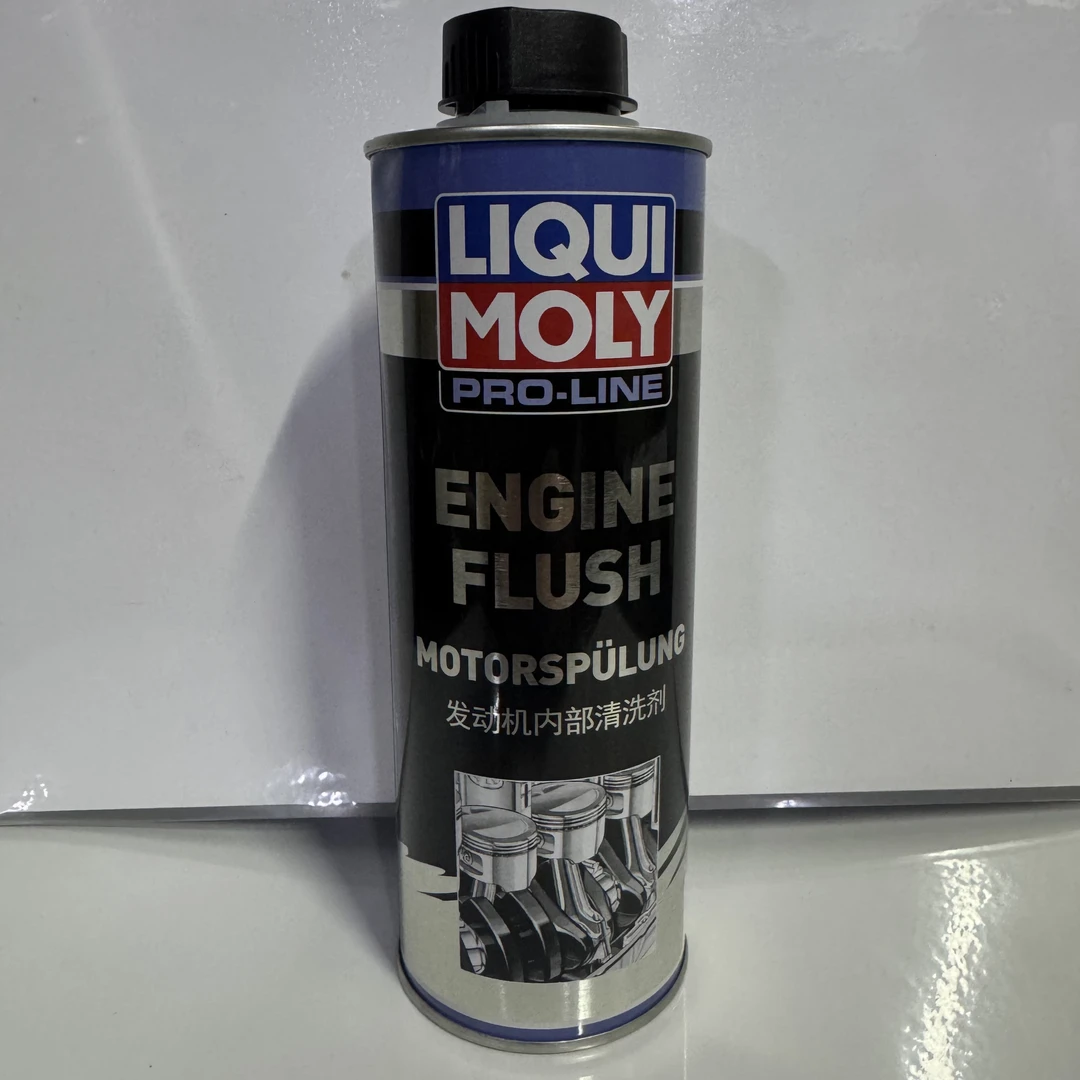 LIQUI
MOLY
PRO-LINE
ENGINE
FLUSH
MOTORSPÜLUNG
发动机内部清洗剂